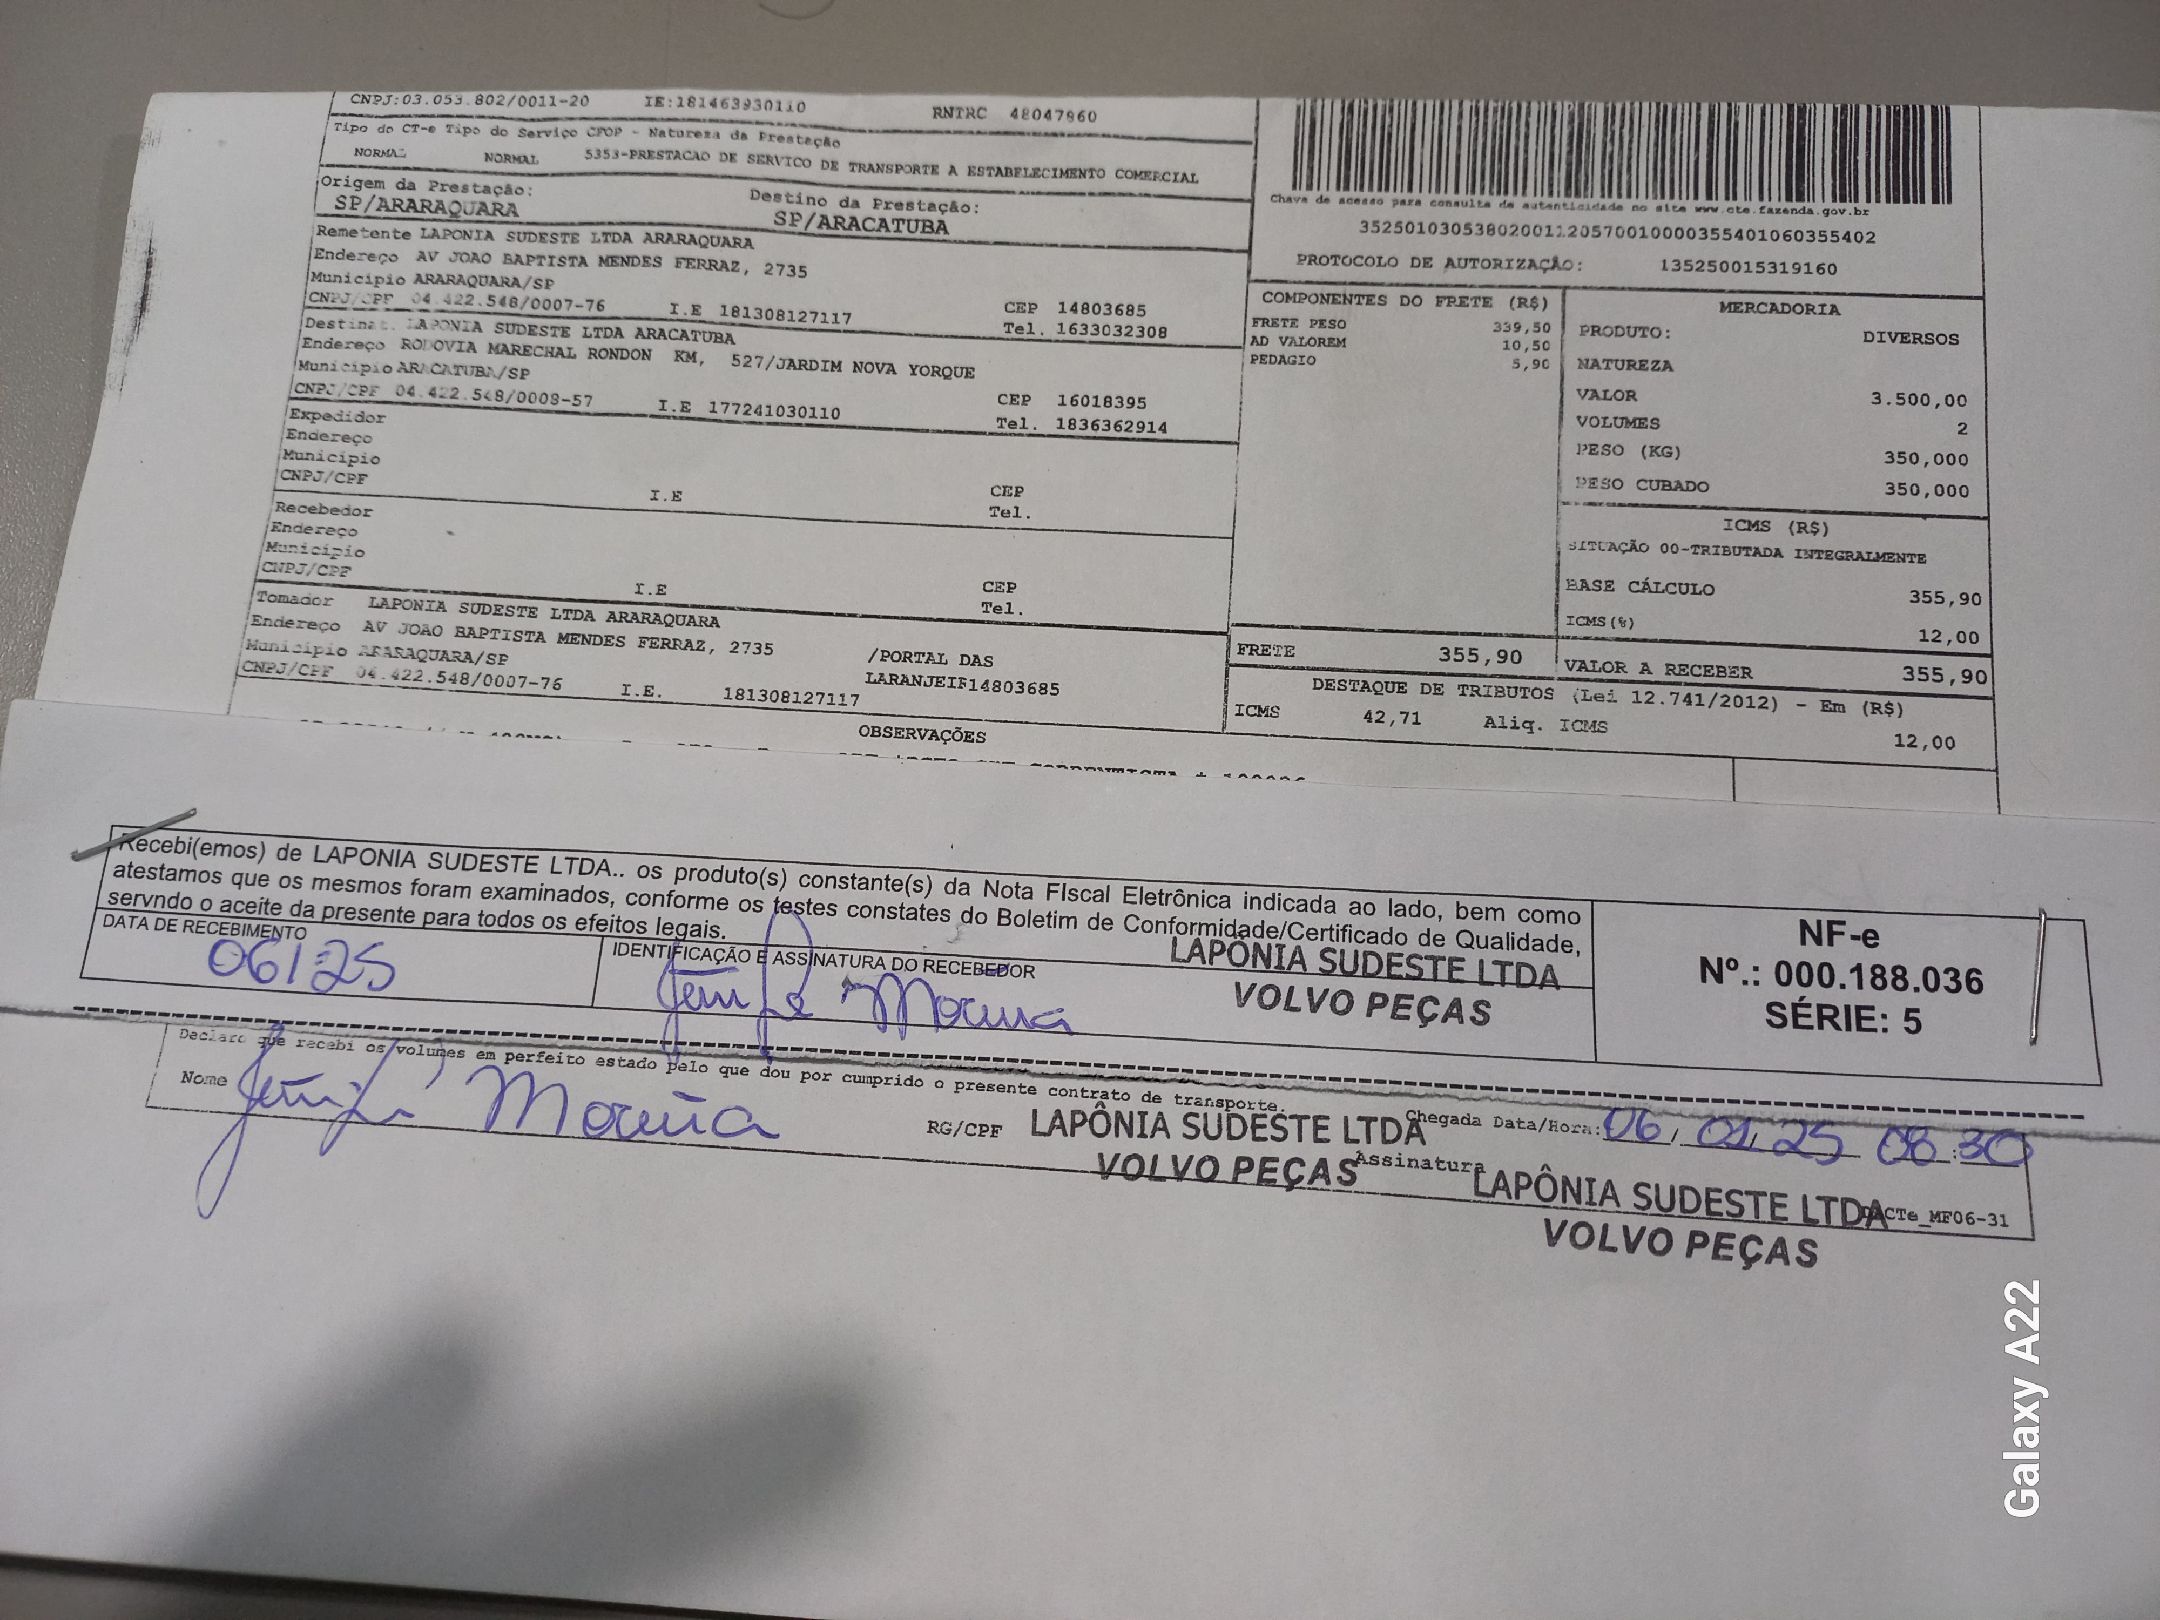 CNPJ:03.053.802/0011-20 IE:181463930110 RNTRC 48047960
Tipo do CT-e Tipo do Serviço CFOP - Natureza da Prestação
NORMAL NORMAL 5353-PRESTACAO DE SERVICO DE TRANSPORTE A ESTABELECIMENTO COMERCIAL
Origem da Prestação: Destino da Prestação:
SP/ARARAQUARA SP/ARACATUBA
Remetente LAPONIA SUDESTE LTDA ARARAQUARA
Endereço AV JOAO BAPTISTA MENDES FERRAZ, 2735
Municipio ARARAQUARA/SP CEP 14803685
CNPJ/CPF 04.422.548/0007-76 I.E 181308127117 Tel. 1633032308
Destinat. LAPONIA SUDESTE LTDA ARACATUBA
Endereço RODOVIA MARECHAL RONDON KM, 527/JARDIM NOVA YORQUE
Municipio ARACATUBA/SP CEP 16018395
CNPJ/CPF 04.422.548/0008-57 I.E 177241030110 Tel. 1836362914
Expedidor
Endereço
Municipio CEP
CNPJ/CPF I.E Tel.
Recebedor
Endereço
Municipio CEP
CNPJ/CPF I.E Tel.
Tomador LAPONIA SUDESTE LTDA ARARAQUARA
Endereço AV JOAO BAPTISTA MENDES FERRAZ, 2735 /PORTAL DAS
Municipio ARARAQUARA/SP LARANJEIF14803685
CNPJ/CPF 04.422.548/0007-76 I.E. 181308127117
OBSERVAÇÕES
Chave de acesso para consulta de autenticidade no site www.cte.fazenda.gov.br
35250103053802001120570010000355401060355402
PROTOCOLO DE AUTORIZAÇÃO: 135250015319160
COMPONENTES DO FRETE (R$)
FRETE PESO 339,50
AD VALOREM 10,50
PEDAGIO 5,90
MERCADORIA
PRODUTO: DIVERSOS
NATUREZA
VALOR 3.500,00
VOLUMES 2
PESO (KG) 350,000
PESO CUBADO 350,000
ICMS (R$)
SITUAÇÃO 00-TRIBUTADA INTEGRALMENTE
BASE CÁLCULO 355,90
ICMS(%) 12,00
FRETE 355,90 VALOR A RECEBER 355,90
DESTAQUE DE TRIBUTOS (Lei 12.741/2012) - Em (R$)
ICMS 42,71 Aliq. ICMS 12,00
Recebi(emos) de LAPONIA SUDESTE LTDA.. os produto(s) constante(s) da Nota FIscal Eletrônica indicada ao lado, bem como
atestamos que os mesmos foram examinados, conforme os testes constates do Boletim de Conformidade/Certificado de Qualidade,
servndo o aceite da presente para todos os efeitos legais.
DATA DE RECEBIMENTO IDENTIFICAÇÃO E ASSINATURA DO RECEBEDOR
06/25
LAPÔNIA SUDESTE LTDA
VOLVO PEÇAS
NF-e
Nº.: 000.188.036
SÉRIE: 5
Declaro que recebi os volumes em perfeito estado pelo que dou por cumprido o presente contrato de transporte.
Nome RG/CPF Chegada Data/Hora: 06/01/25 08:30
LAPÔNIA SUDESTE LTDA
VOLVO PEÇAS
Assinatura
LAPÔNIA SUDESTE LTDA
VOLVO PEÇAS
DACTe_MF06-31
Galaxy A22